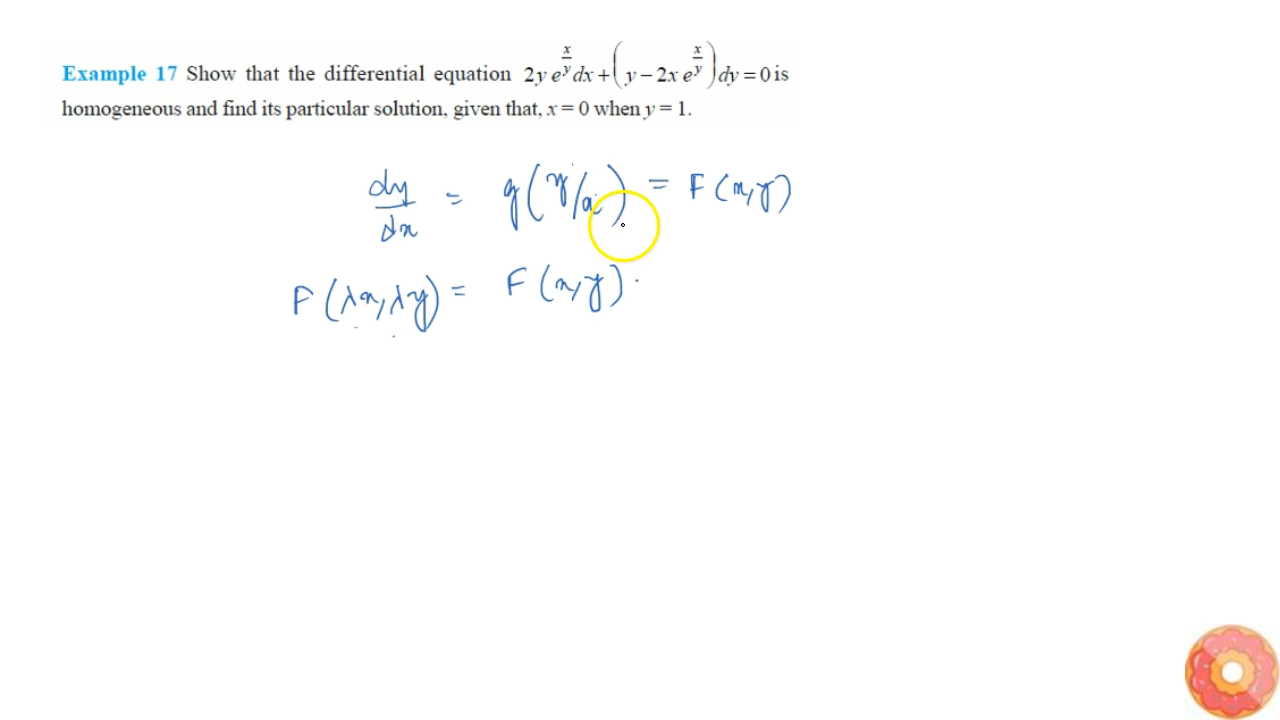 Example 17 Show that the differential equation 2y e^(x/y) dx + (y − 2x e^(x/y)) dy = 0 is
homogeneous and find its particular solution, given that, x = 0 when y = 1.
dy/dx = g(y/x) = F(x,y)
F(λx, λy) = F(x,y).